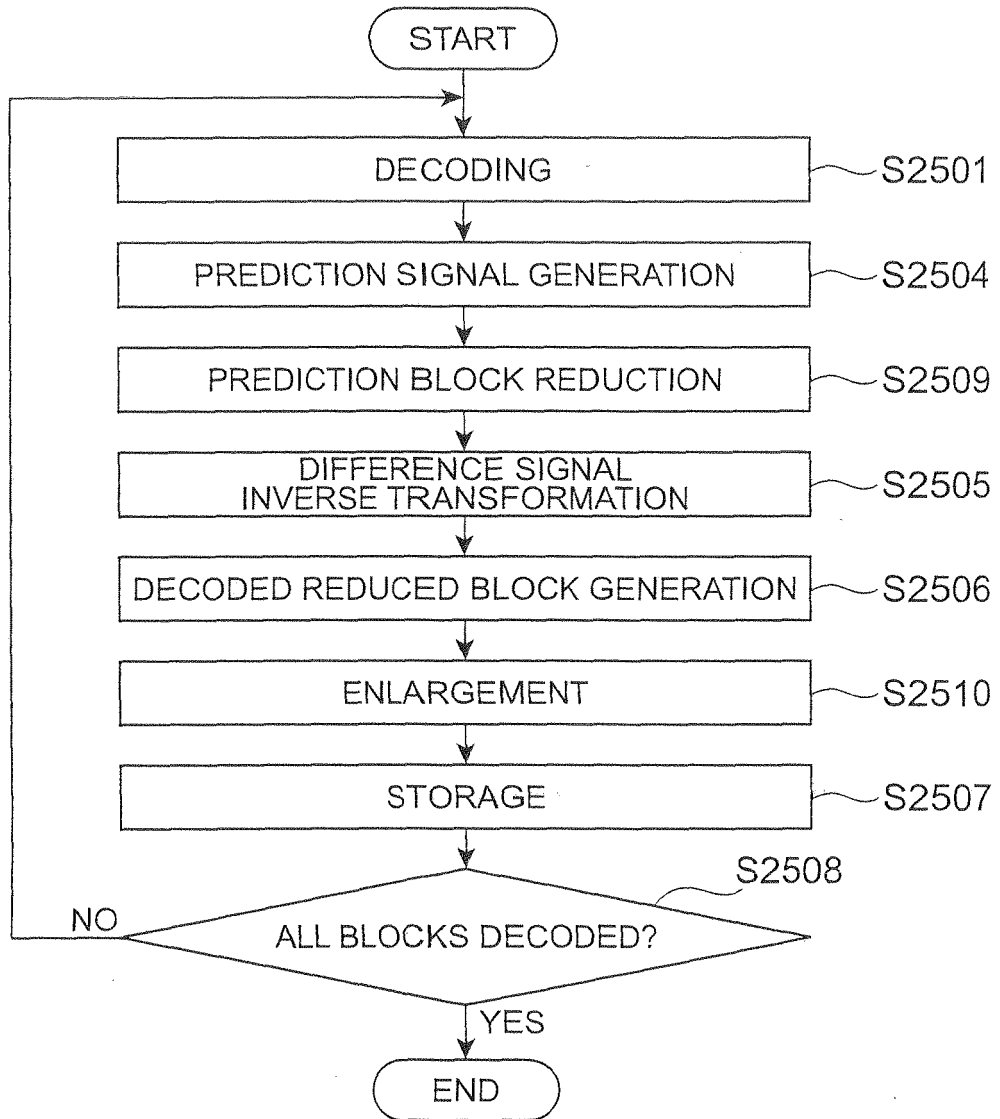 START
DECODING
S2501
PREDICTION SIGNAL GENERATION
S2504
PREDICTION BLOCK REDUCTION
S2509
DIFFERENCE SIGNAL
INVERSE TRANSFORMATION
S2505
DECODED REDUCED BLOCK GENERATION
S2506
ENLARGEMENT
S2510
STORAGE
S2507
S2508
NO
ALL BLOCKS DECODED?
YES
END